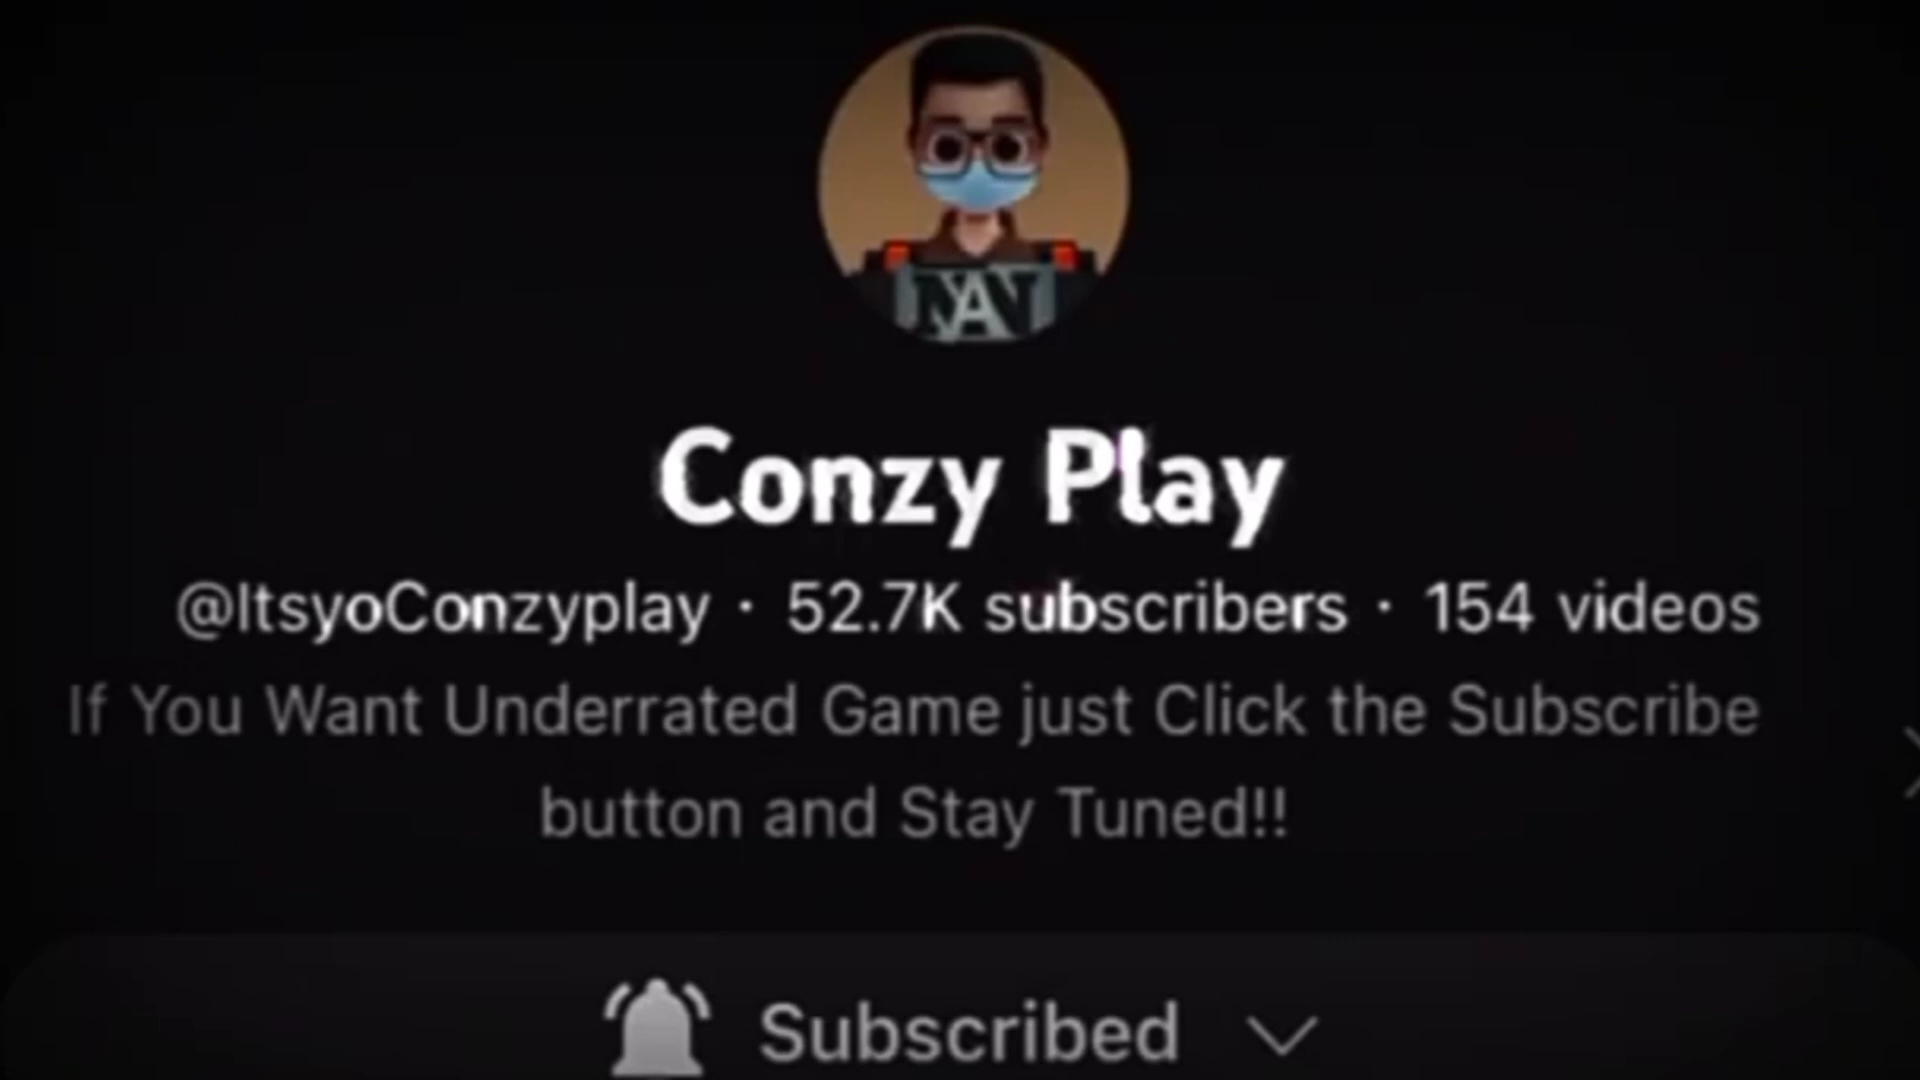 NAV
Conzy Play
@ItsyoConzyplay · 52.7K subscribers · 154 videos
If You Want Underrated Game just Click the Subscribe
button and Stay Tuned!!
Subscribed